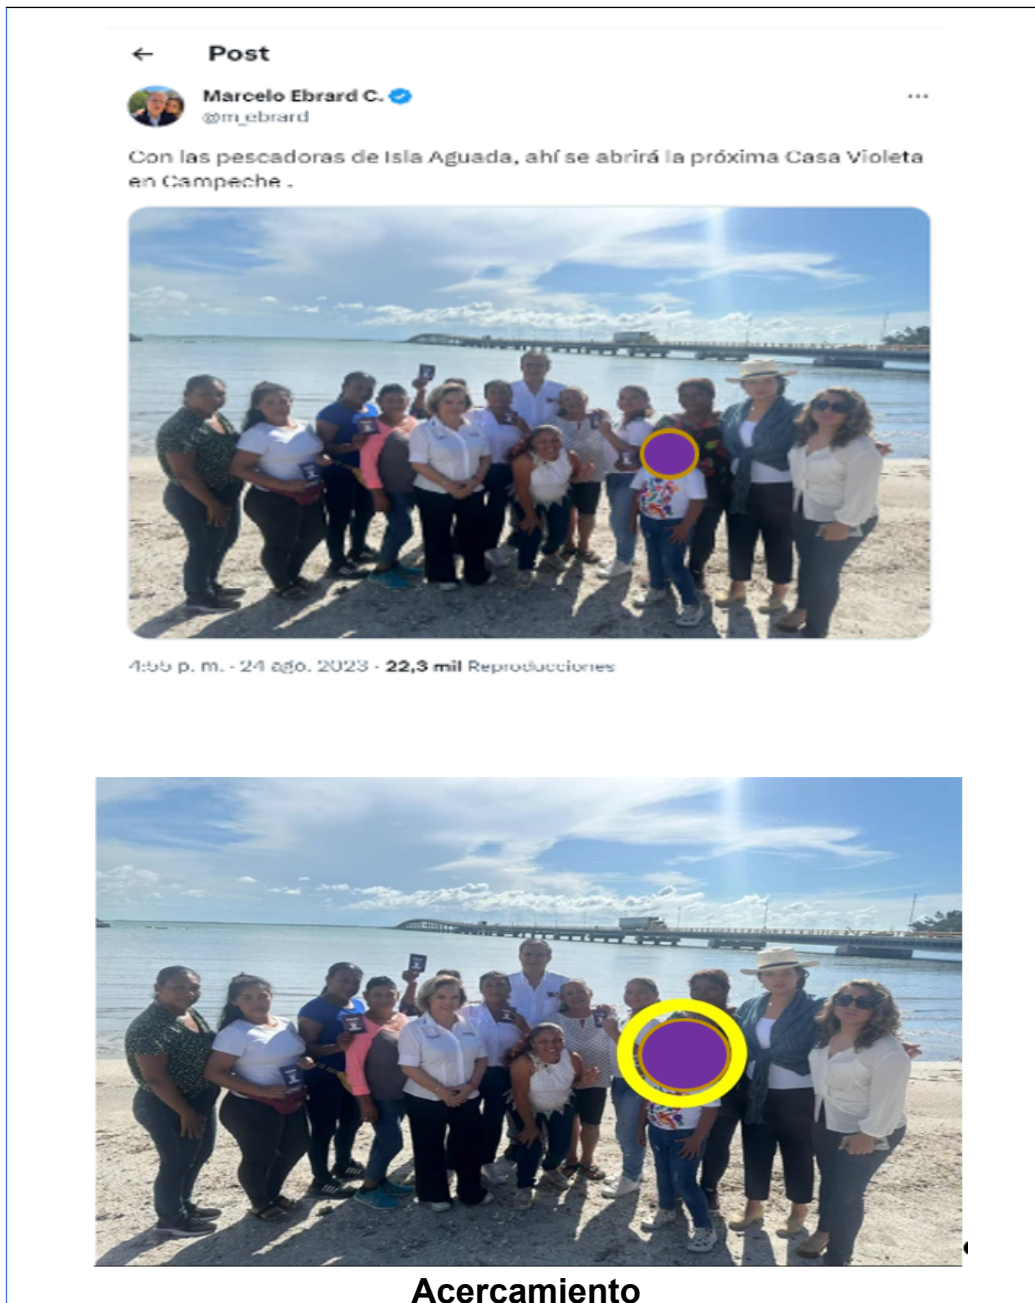 Post
Marcelo Ebrard C.
@m_ebrard
Con las pescadoras de Isla Aguada, ahí se abrirá la próxima Casa Violeta
en Campeche .
4:55 p. m. · 24 ago. 2023 · 22,3 mil Reproducciones
Acercamiento